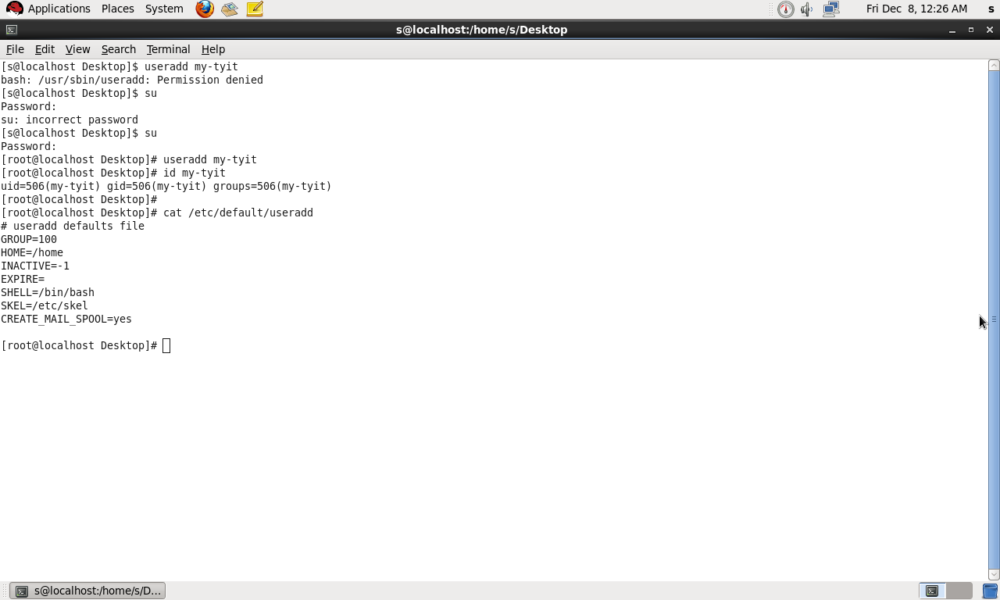 Applications Places System Fri Dec 8, 12:26 AM s
s@localhost:/home/s/Desktop
File Edit View Search Terminal Help
[s@localhost Desktop]$ useradd my-tyit
bash: /usr/sbin/useradd: Permission denied
[s@localhost Desktop]$ su
Password:
su: incorrect password
[s@localhost Desktop]$ su
Password:
[root@localhost Desktop]# useradd my-tyit
[root@localhost Desktop]# id my-tyit
uid=506(my-tyit) gid=506(my-tyit) groups=506(my-tyit)
[root@localhost Desktop]#
[root@localhost Desktop]# cat /etc/default/useradd
# useradd defaults file
GROUP=100
HOME=/home
INACTIVE=-1
EXPIRE=
SHELL=/bin/bash
SKEL=/etc/skel
CREATE_MAIL_SPOOL=yes
[root@localhost Desktop]#
s@localhost:/home/s/D...